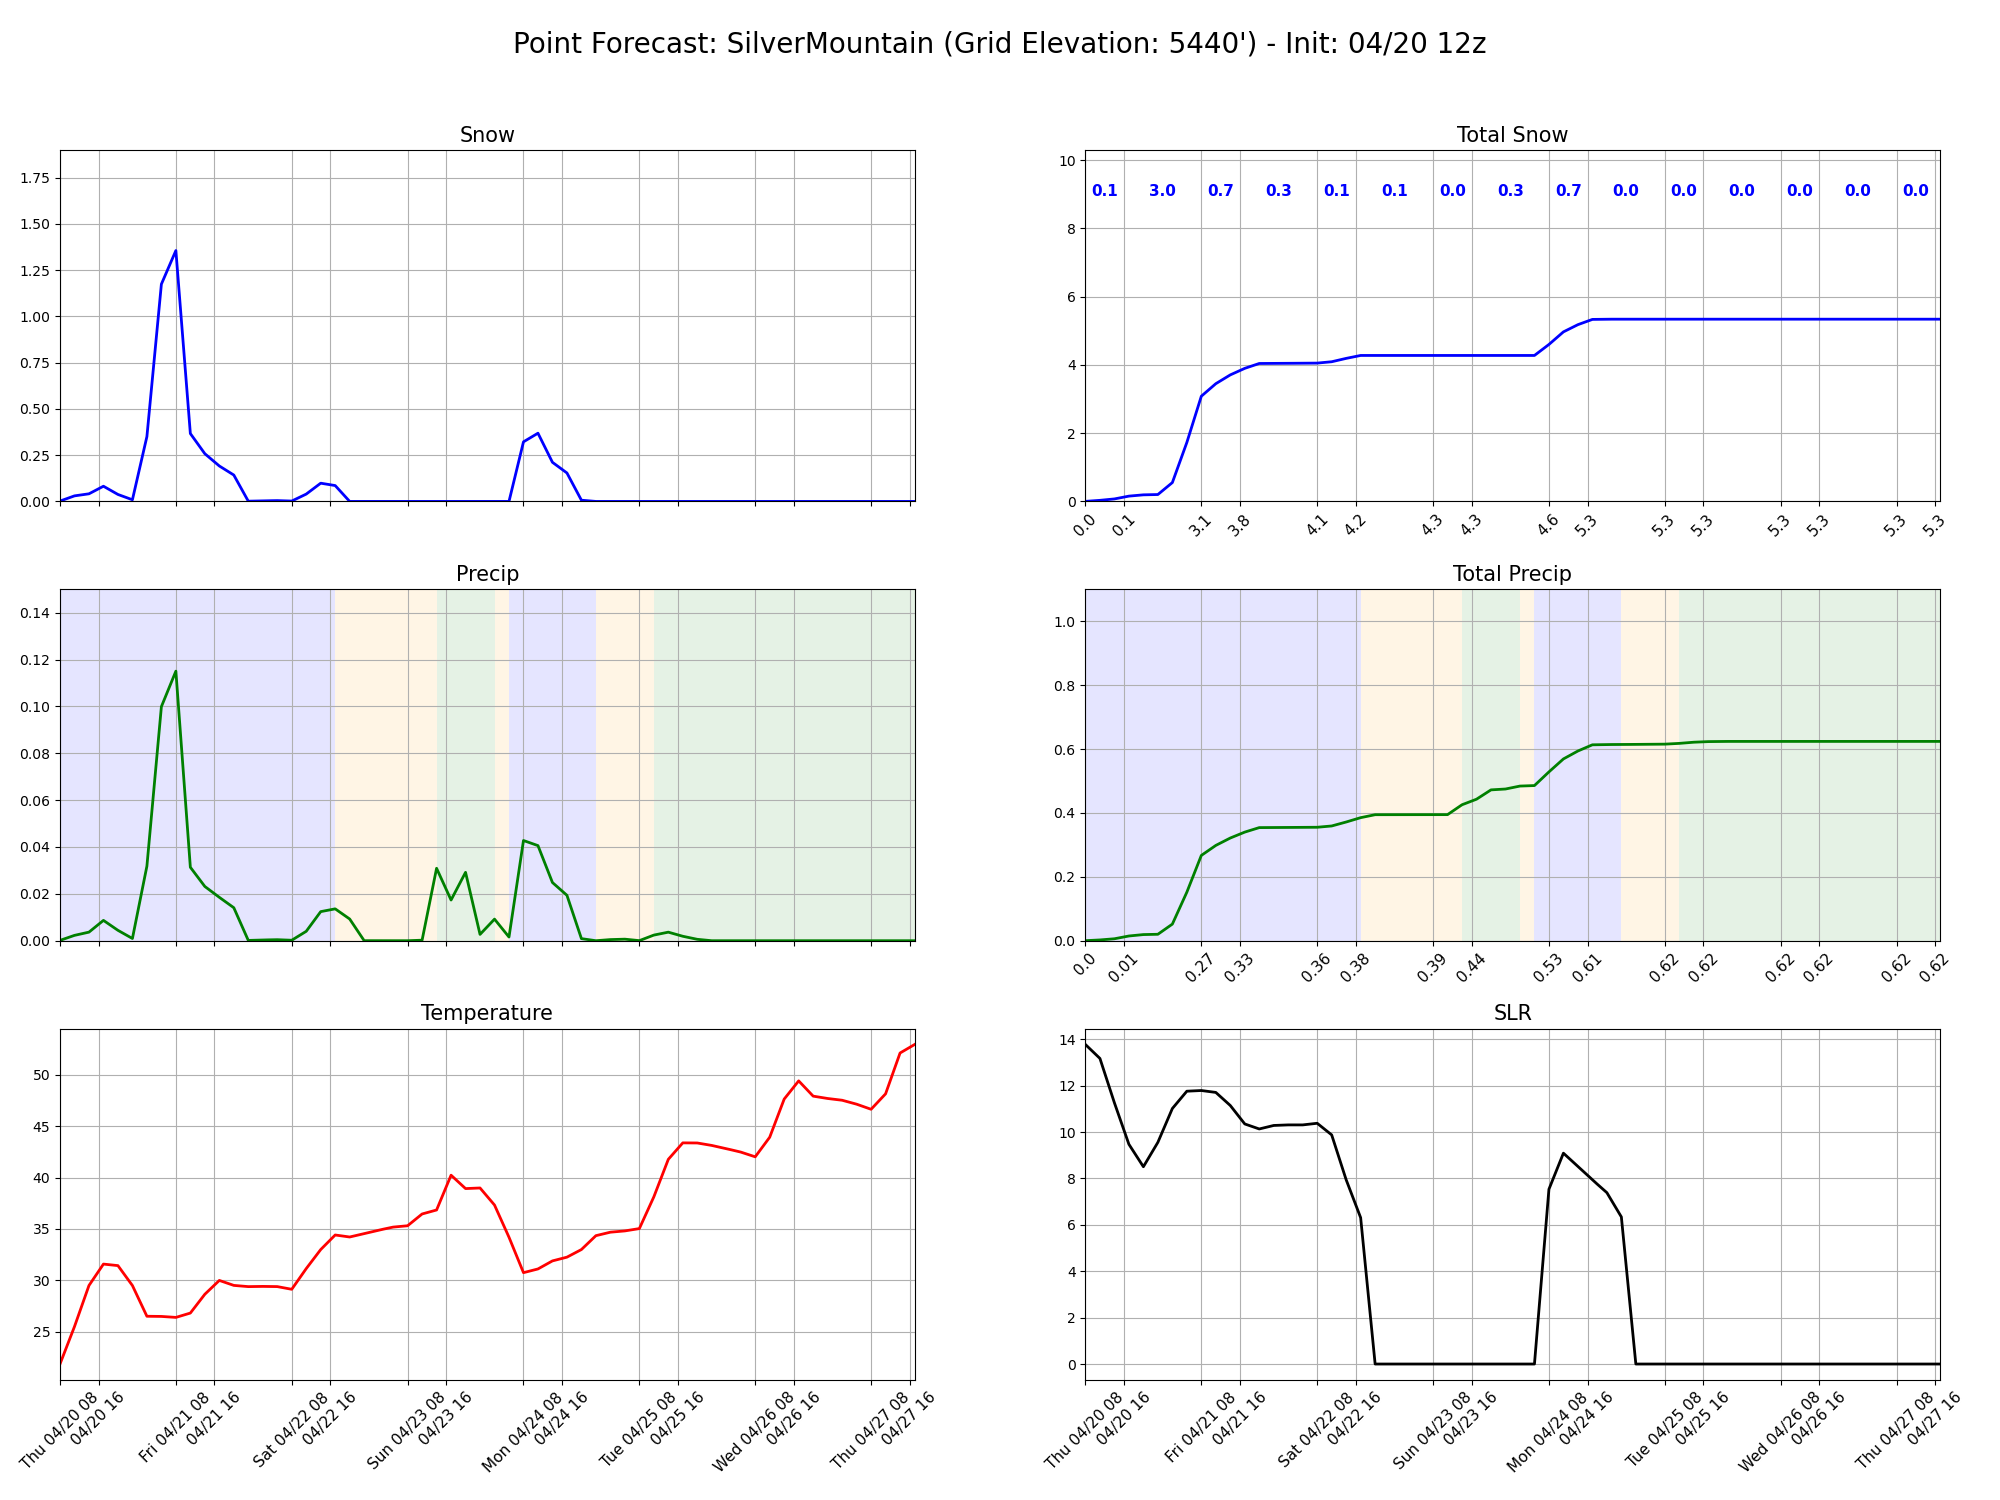 Point Forecast: SilverMountain (Grid Elevation: 5440') - Init: 04/20 12z
Snow
1.75
1.50
1.25
1.00
0.75
0.50
0.25
0.00
Total Snow
10
8
6
4
2
0
0.1 3.0 0.7 0.3 0.1 0.1 0.0 0.3 0.7 0.0 0.0 0.0 0.0 0.0 0.0
0.0 0.1 3.1 3.8 4.1 4.2 4.3 4.3 4.6 5.3 5.3 5.3 5.3 5.3 5.3 5.3
Precip
0.14
0.12
0.10
0.08
0.06
0.04
0.02
0.00
Total Precip
1.0
0.8
0.6
0.4
0.2
0.0
0.0 0.01 0.27 0.33 0.36 0.38 0.39 0.44 0.53 0.61 0.62 0.62 0.62 0.62 0.62 0.62
Temperature
50
45
40
35
30
25
Thu 04/20 08
04/20 16
Fri 04/21 08
04/21 16
Sat 04/22 08
04/22 16
Sun 04/23 08
04/23 16
Mon 04/24 08
04/24 16
Tue 04/25 08
04/25 16
Wed 04/26 08
04/26 16
Thu 04/27 08
04/27 16
SLR
14
12
10
8
6
4
2
0
Thu 04/20 08
04/20 16
Fri 04/21 08
04/21 16
Sat 04/22 08
04/22 16
Sun 04/23 08
04/23 16
Mon 04/24 08
04/24 16
Tue 04/25 08
04/25 16
Wed 04/26 08
04/26 16
Thu 04/27 08
04/27 16